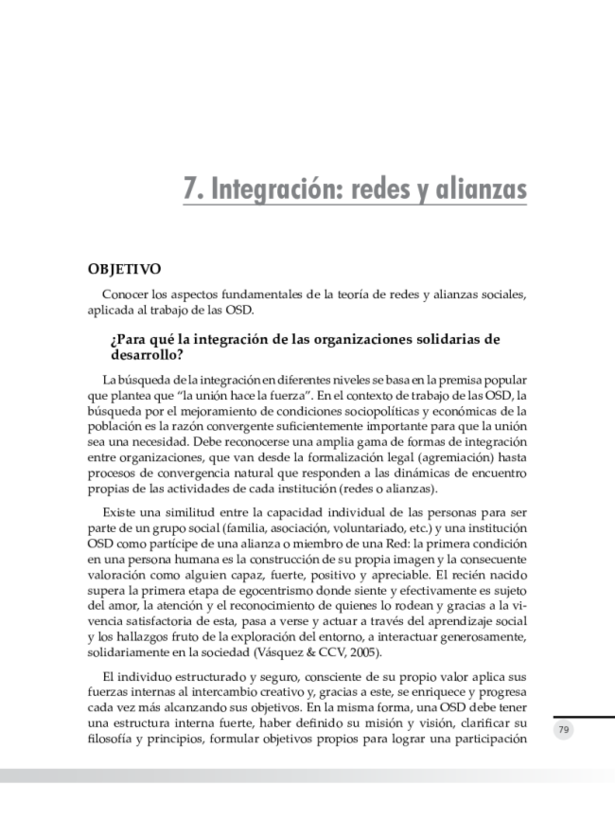 7. Integración: redes y alianzas
OBJETIVO
Conocer los aspectos fundamentales de la teoría de redes y alianzas sociales,
aplicada al trabajo de las OSD.
¿Para qué la integración de las organizaciones solidarias de
desarrollo?
La búsqueda de la integración en diferentes niveles se basa en la premisa popular
que plantea que “la unión hace la fuerza”. En el contexto de trabajo de las OSD, la
búsqueda por el mejoramiento de condiciones sociopolíticas y económicas de la
población es la razón convergente suficientemente importante para que la unión
sea una necesidad. Debe reconocerse una amplia gama de formas de integración
entre organizaciones, que van desde la formalización legal (agremiación) hasta
procesos de convergencia natural que responden a las dinámicas de encuentro
propias de las actividades de cada institución (redes o alianzas).
Existe una similitud entre la capacidad individual de las personas para ser
parte de un grupo social (familia, asociación, voluntariado, etc.) y una institución
OSD como partícipe de una alianza o miembro de una Red: la primera condición
en una persona humana es la construcción de su propia imagen y la consecuente
valoración como alguien capaz, fuerte, positivo y apreciable. El recién nacido
supera la primera etapa de egocentrismo donde siente y efectivamente es sujeto
del amor, la atención y el reconocimiento de quienes lo rodean y gracias a la vi-
vencia satisfactoria de esta, pasa a verse y actuar a través del aprendizaje social
y los hallazgos fruto de la exploración del entorno, a interactuar generosamente,
solidariamente en la sociedad (Vásquez & CCV, 2005).
El individuo estructurado y seguro, consciente de su propio valor aplica sus
fuerzas internas al intercambio creativo y, gracias a este, se enriquece y progresa
cada vez más alcanzando sus objetivos. En la misma forma, una OSD debe tener
una estructura interna fuerte, haber definido su misión y visión, clarificar su
filosofía y principios, formular objetivos propios para lograr una participación
79